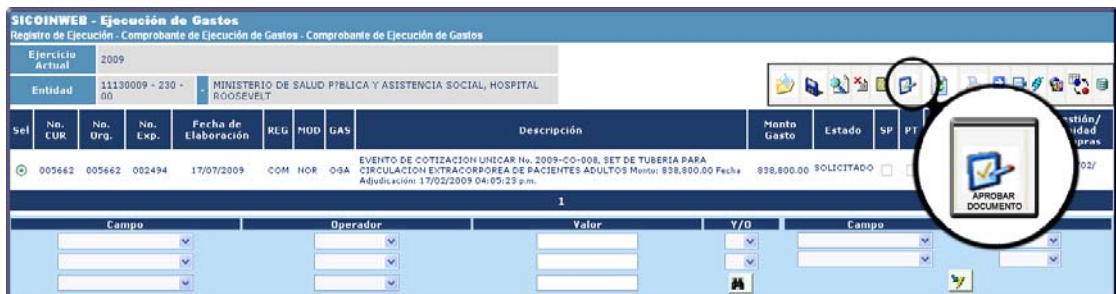 SICOINWEB - Ejecución de Gastos
Registro de Ejecución - Comprobante de Ejecución de Gastos - Comprobante de Ejecución de Gastos
Ejercicio Actual 2009
Entidad 11130009 - 230 - 00 - MINISTERIO DE SALUD P?BLICA Y ASISTENCIA SOCIAL, HOSPITAL ROOSEVELT
Sel No. CUR No. Org. No. Exp. Fecha de Elaboración REG MOD GAS Descripción Monto Gasto Estado SP PT
005662 005662 002494 17/07/2009 COM NOR OGA EVENTO DE COTIZACION UNICAR No. 2009-CO-008, SET DE TUBERIA PARA
CIRCULACION EXTRACORPOREA DE PACIENTES ADULTOS Monto: 838,800.00 Fecha
Adjudicación: 17/02/2009 04:05:23 p.m. 838,800.00 SOLICITADO
APROBAR
DOCUMENTO
1
Campo Operador Valor Y/O Campo